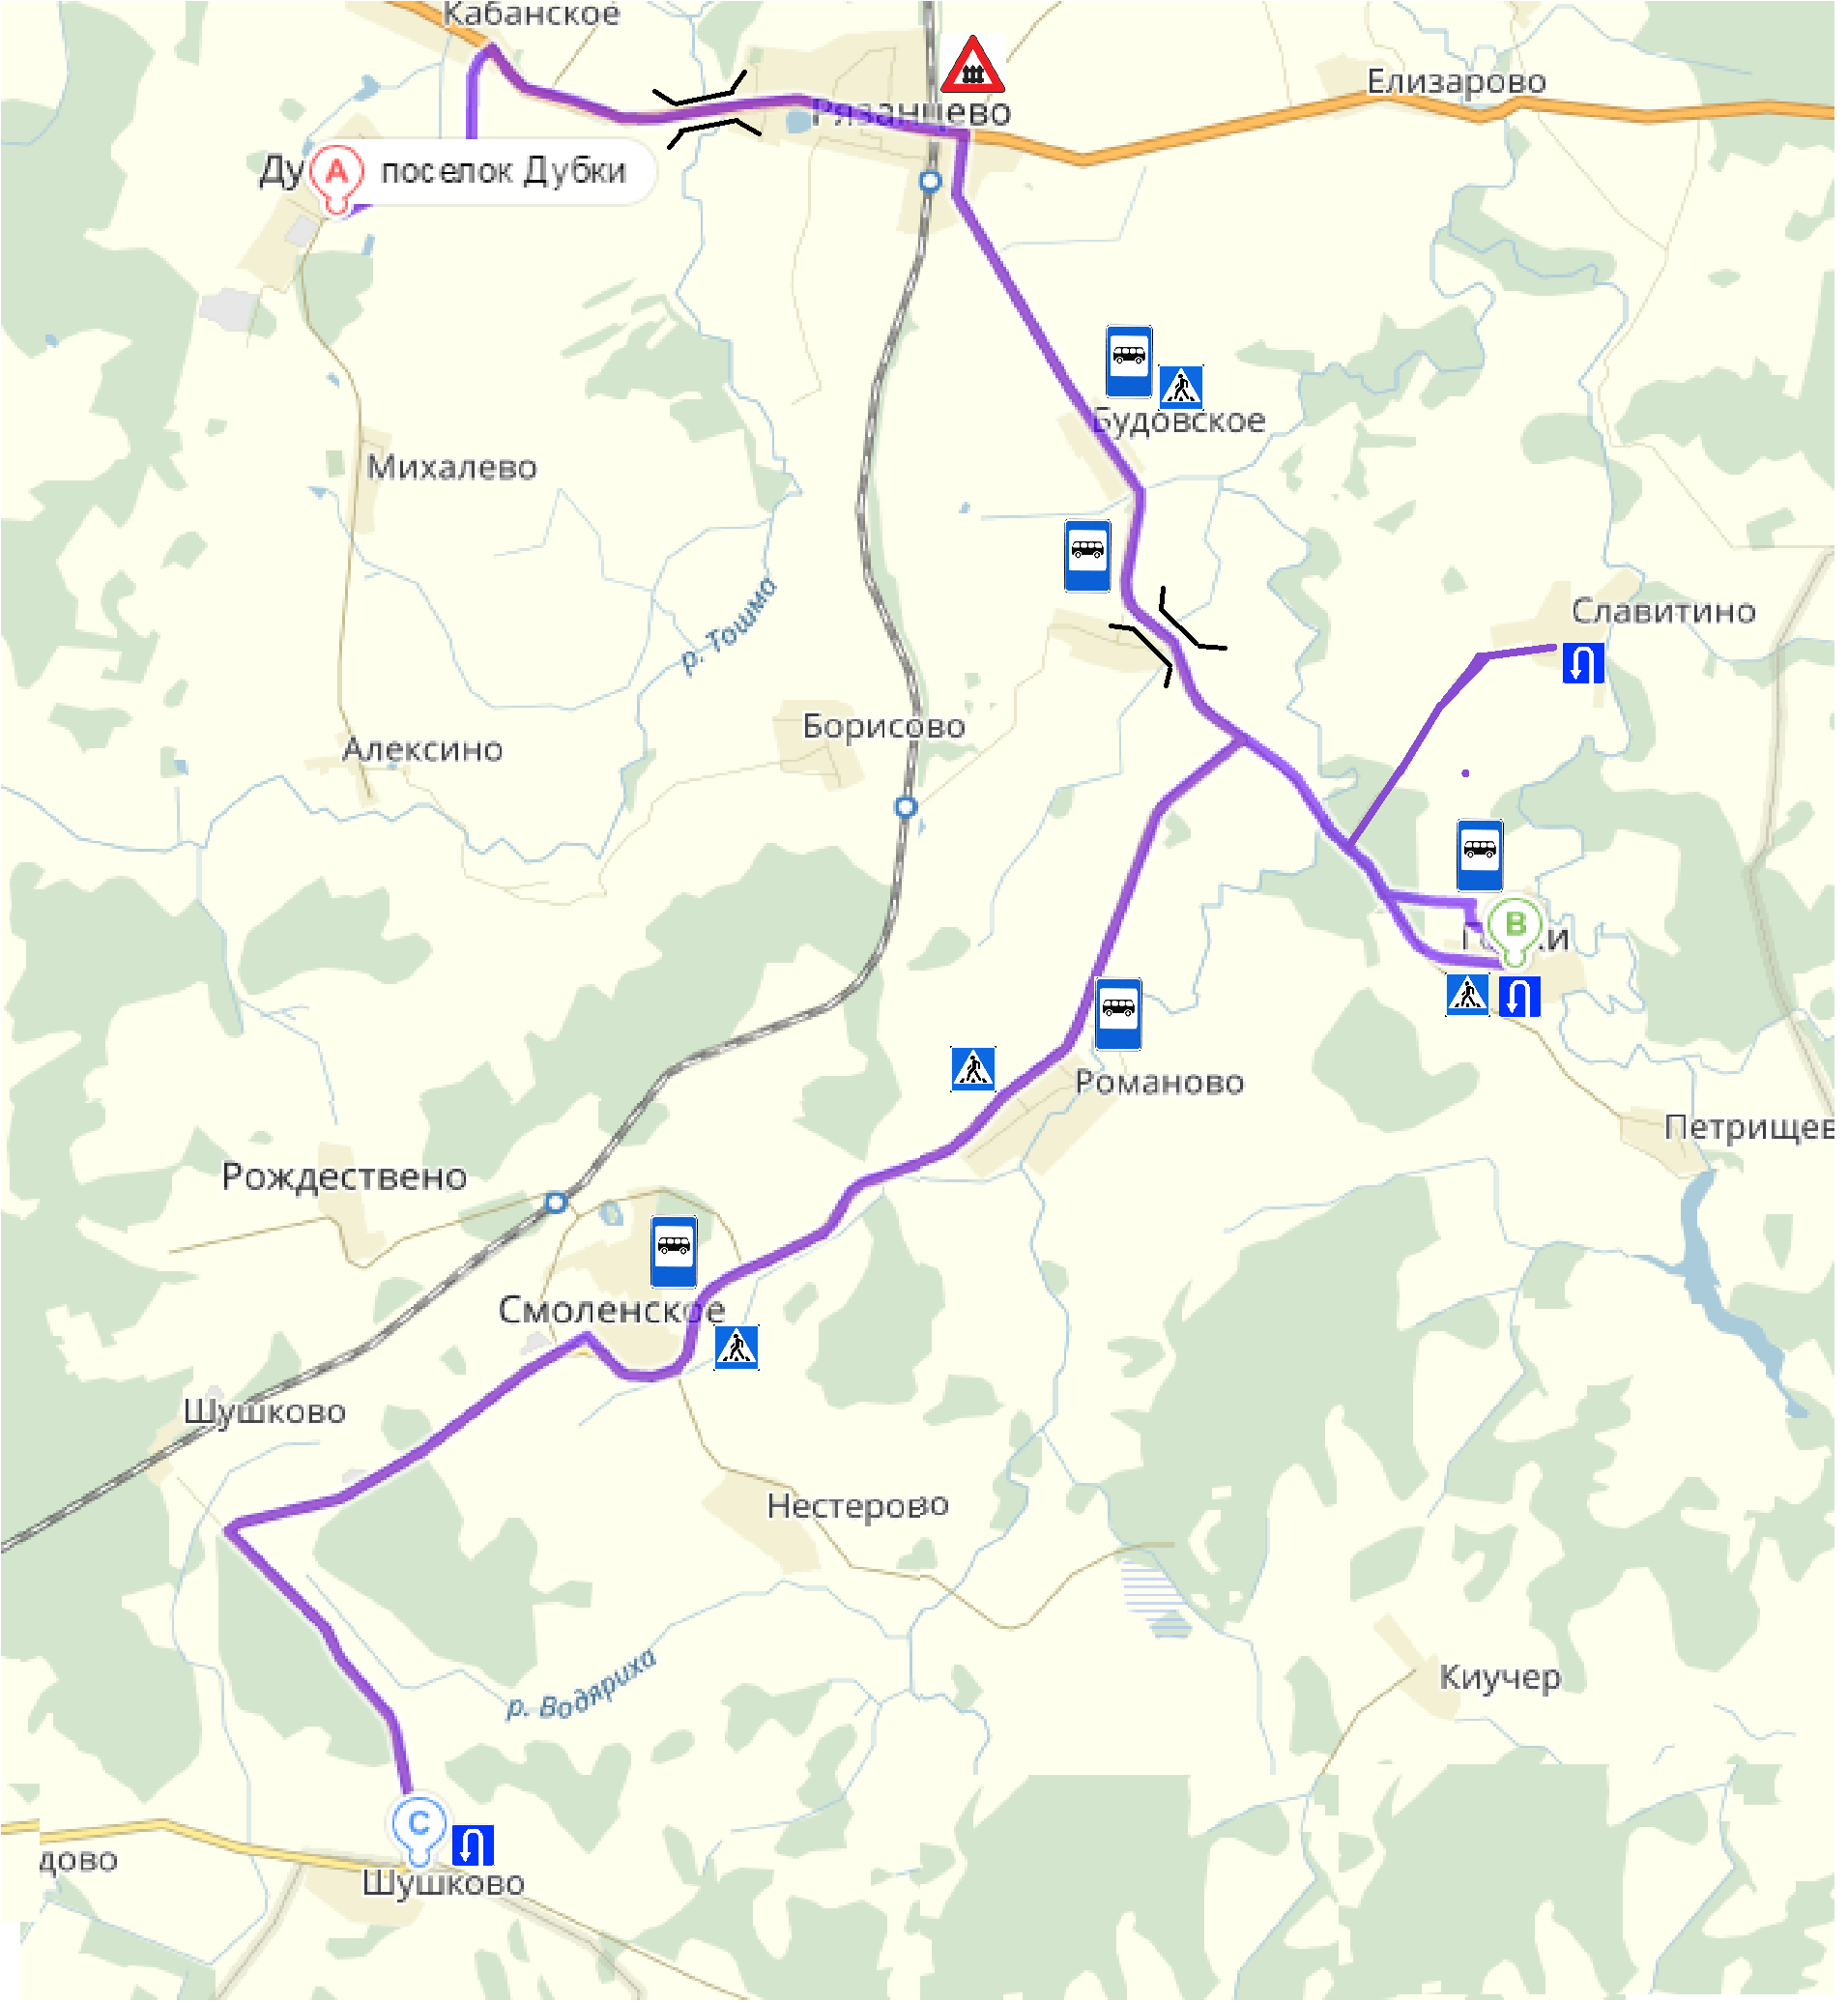 Кабанское
Елизарово
Рязанцево
Ду
A
поселок Дубки
Будовское
Михалево
Славитино
р. Тошма
Борисово
Алексино
B
и
Романово
Петрищев
Рождествено
Смоленское
Шушково
Нестерово
Киучер
р. Водяриха
C
дово
Шушково